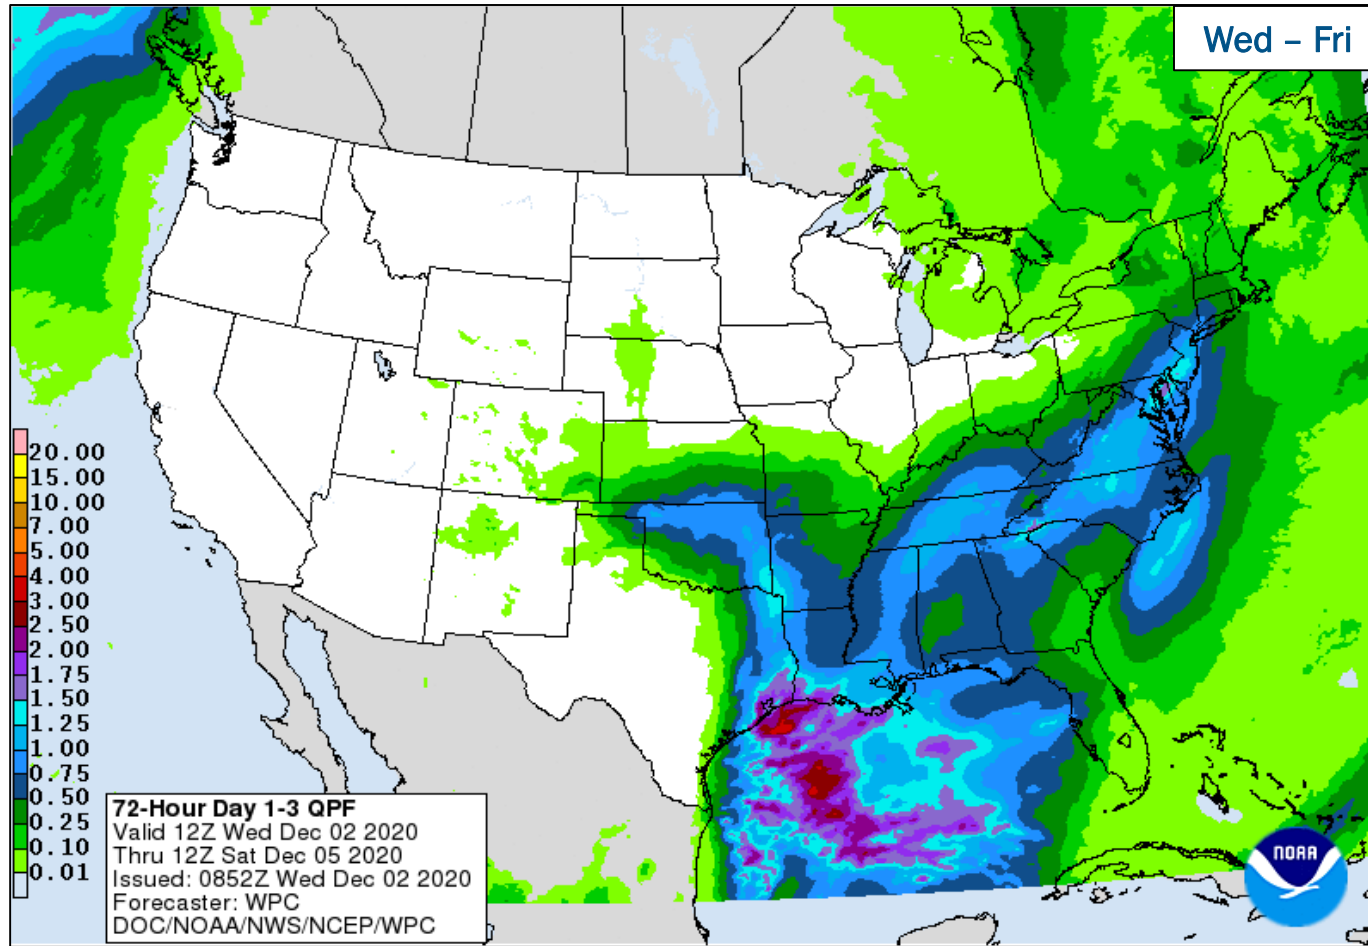 Wed – Fri
20.00
15.00
10.00
7.00
5.00
4.00
3.00
2.50
2.00
1.75
1.50
1.25
1.00
0.75
0.50
0.25
0.10
0.01
72-Hour Day 1-3 QPF
Valid 12Z Wed Dec 02 2020
Thru 12Z Sat Dec 05 2020
Issued: 0852Z Wed Dec 02 2020
Forecaster: WPC
DOC/NOAA/NWS/NCEP/WPC
NOAA